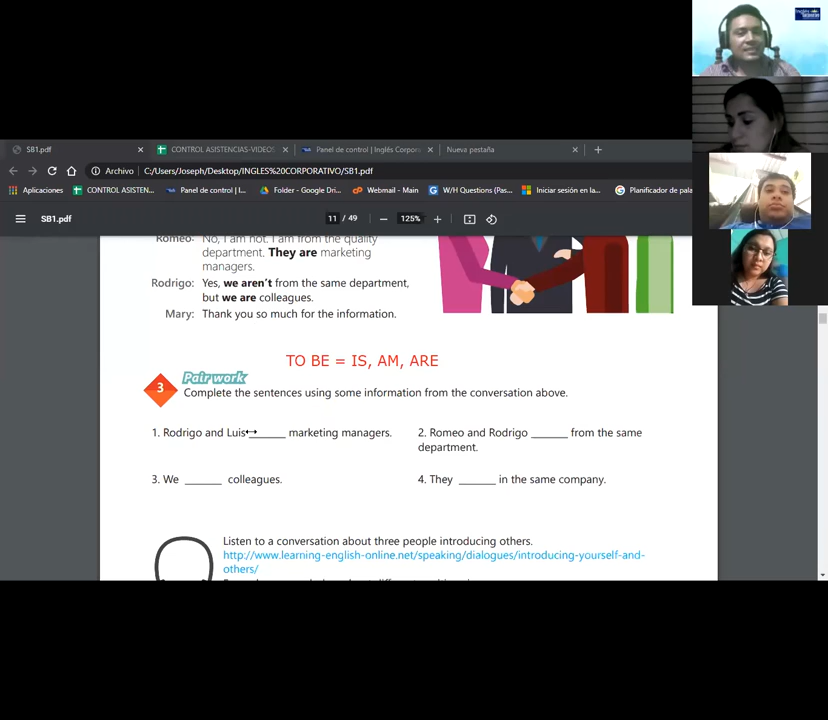 SB1.pdf
CONTROL ASISTENCIAS-VIDEOS
Panel de control | Inglés Corpor
Nueva pestaña
Archivo
C:/Users/Joseph/Desktop/INGLES%20CORPORATIVO/SB1.pdf
Aplicaciones
CONTROL ASISTEN...
Panel de control | I...
Folder - Google Dri...
Webmail - Main
W/H Questions (Pas...
Iniciar sesión en la...
Planificador de pala
SB1.pdf
11 / 49
125%
Romeo: No, I am not. I am from the quality
department. They are marketing
managers.
Rodrigo: Yes, we aren't from the same department,
but we are colleagues.
Mary: Thank you so much for the information.
TO BE = IS, AM, ARE
Pair work
3 Complete the sentences using some information from the conversation above.
1. Rodrigo and Luis ______ marketing managers.
2. Romeo and Rodrigo ______ from the same
department.
3. We ______ colleagues.
4. They ______ in the same company.
Listen to a conversation about three people introducing others.
http://www.learning-english-online.net/speaking/dialogues/introducing-yourself-and-
others/